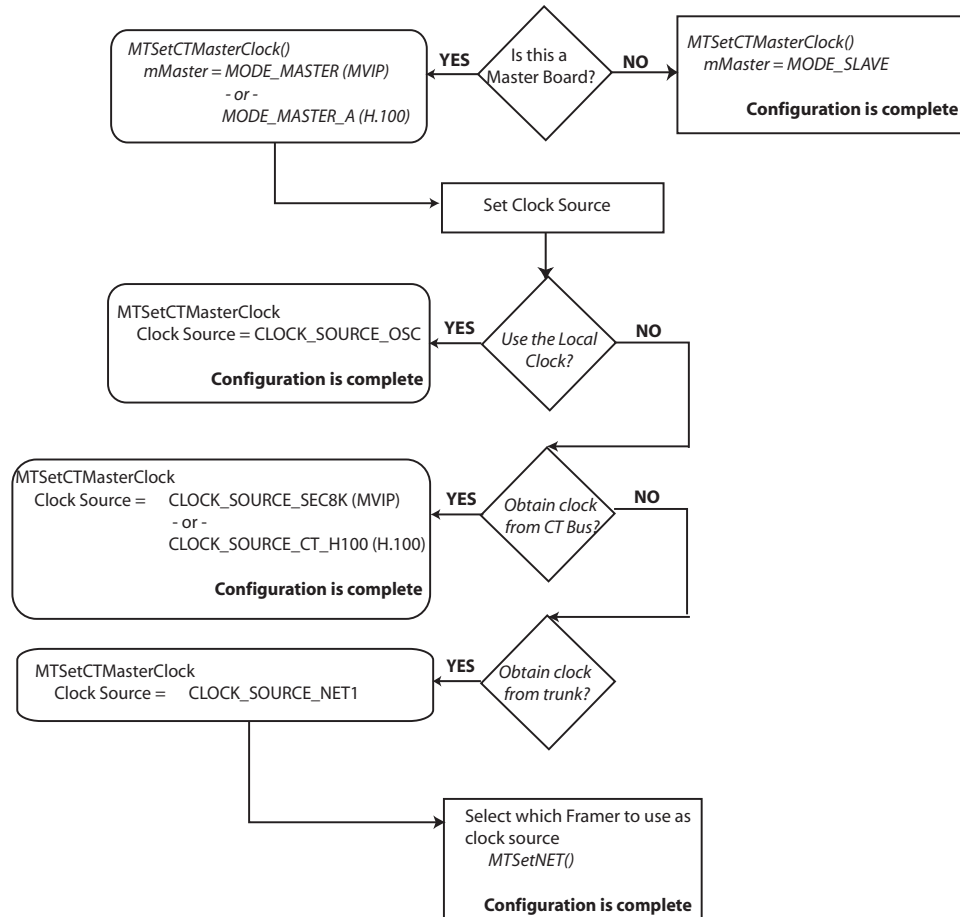 MTSetCTMasterClock()
mMaster = MODE_MASTER (MVIP)
- or -
MODE_MASTER_A (H.100)
YES
Is this a
Master Board?
NO
MTSetCTMasterClock()
mMaster = MODE_SLAVE
Configuration is complete
Set Clock Source
MTSetCTMasterClock
Clock Source = CLOCK_SOURCE_OSC
Configuration is complete
YES
Use the Local
Clock?
NO
MTSetCTMasterClock
Clock Source = CLOCK_SOURCE_SEC8K (MVIP)
- or -
CLOCK_SOURCE_CT_H100 (H.100)
Configuration is complete
YES
Obtain clock
from CT Bus?
NO
MTSetCTMasterClock
Clock Source = CLOCK_SOURCE_NET1
YES
Obtain clock
from trunk?
Select which Framer to use as
clock source
MTSetNET()
Configuration is complete